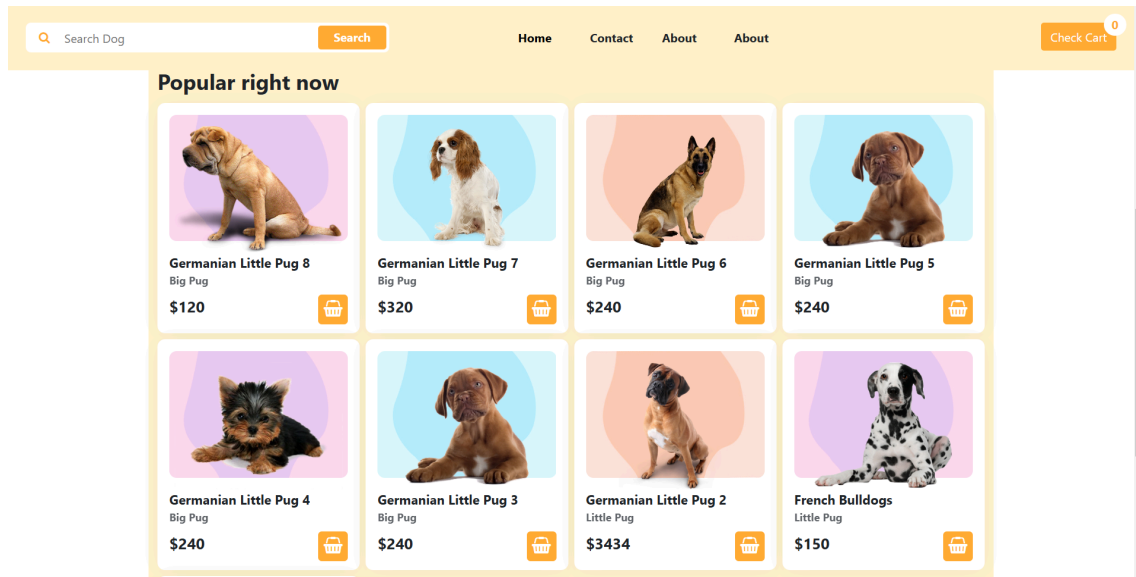 Search Dog
Search
Home
Contact
About
About
Check Cart
0
Popular right now
Germanian Little Pug 8
Big Pug
$120
Germanian Little Pug 7
Big Pug
$320
Germanian Little Pug 6
Big Pug
$240
Germanian Little Pug 5
Big Pug
$240
Germanian Little Pug 4
Big Pug
$240
Germanian Little Pug 3
Big Pug
$240
Germanian Little Pug 2
Little Pug
$3434
French Bulldogs
Little Pug
$150